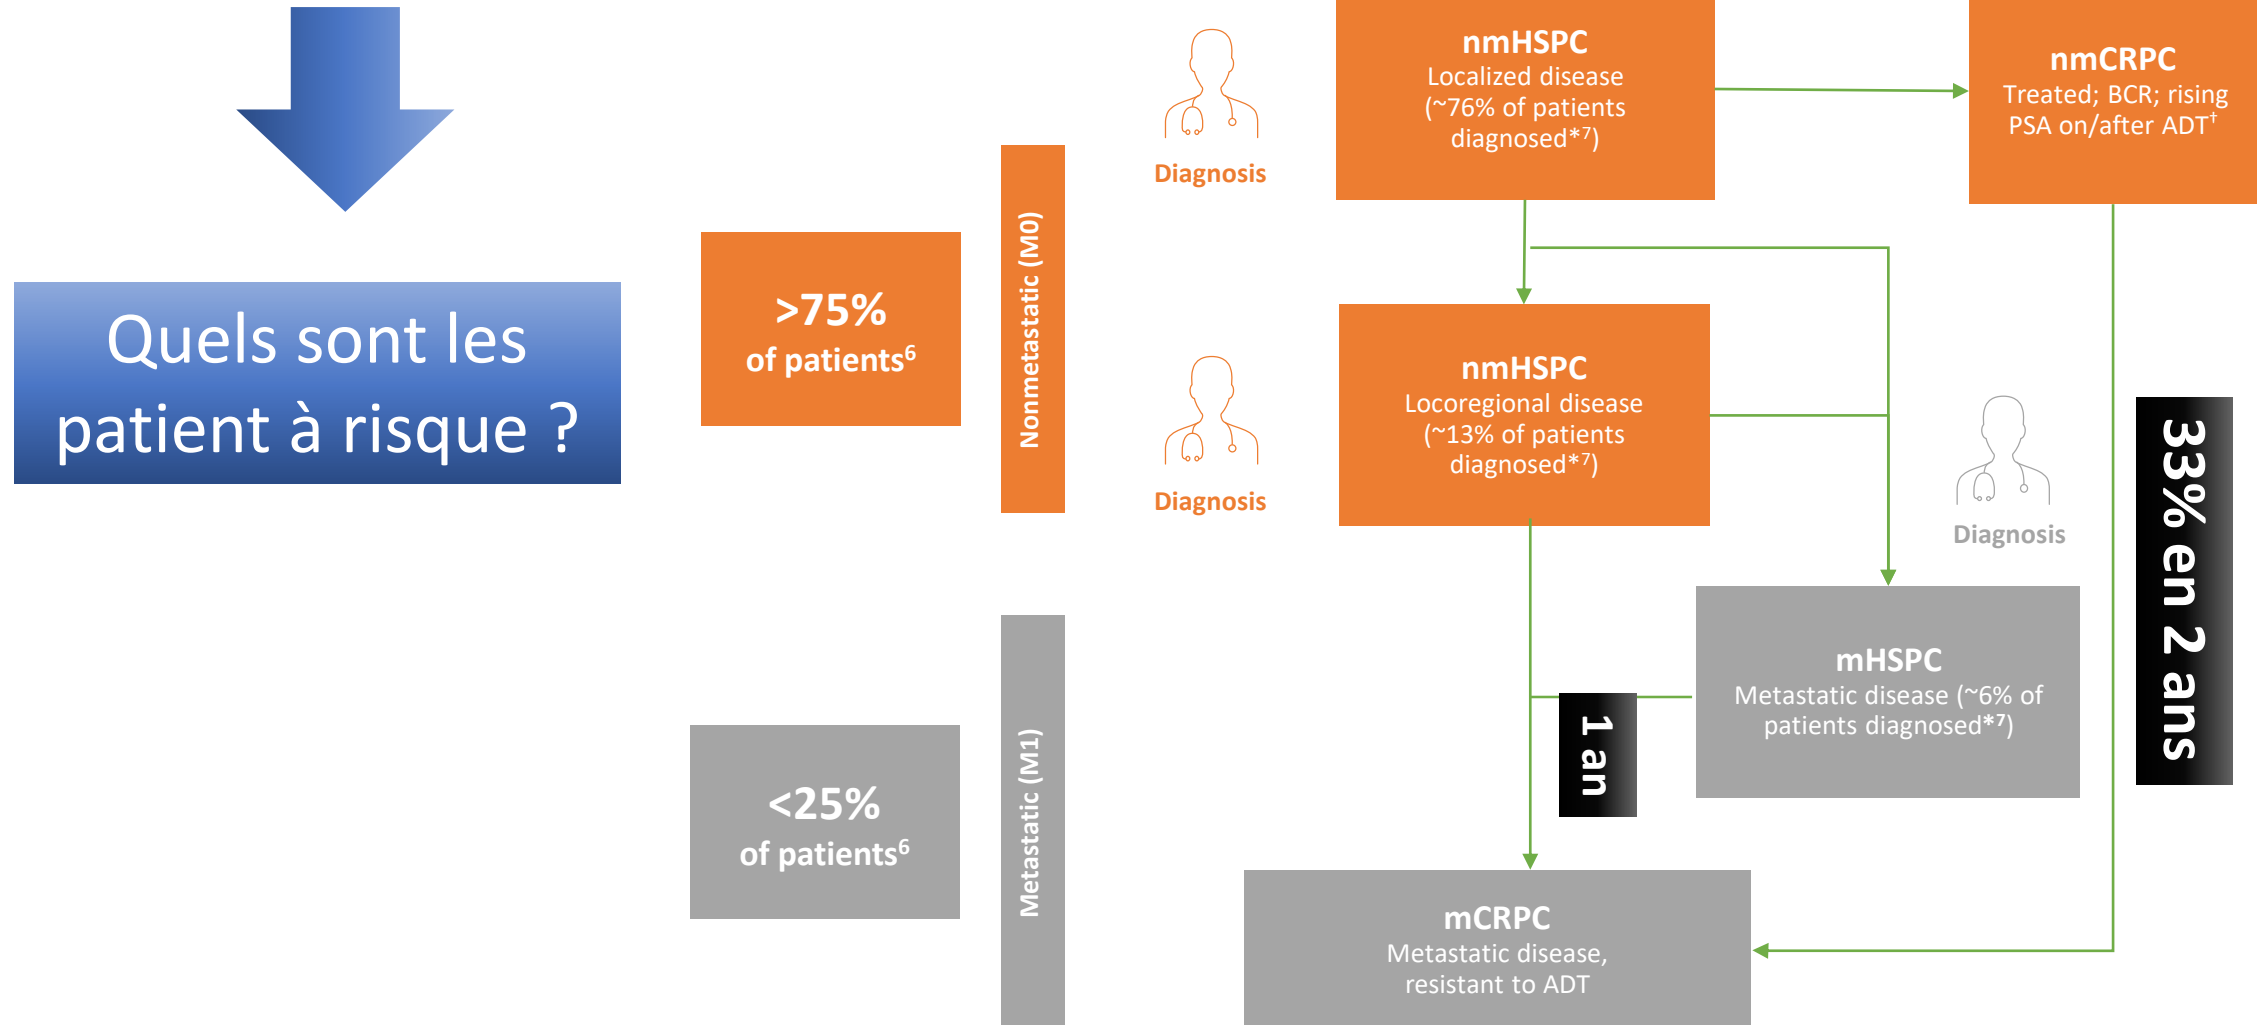 Quels sont les
patient à risque ?
>75%
of patients⁶
<25%
of patients⁶
Nonmetastatic (M0)
Metastatic (M1)
Diagnosis
nmHSPC
Localized disease
(~76% of patients
diagnosed*⁷)
nmCRPC
Treated; BCR; rising
PSA on/after ADT†
Diagnosis
nmHSPC
Locoregional disease
(~13% of patients
diagnosed*⁷)
Diagnosis
33% en 2 ans
mHSPC
Metastatic disease (~6% of
patients diagnosed*⁷)
1 an
mCRPC
Metastatic disease,
resistant to ADT